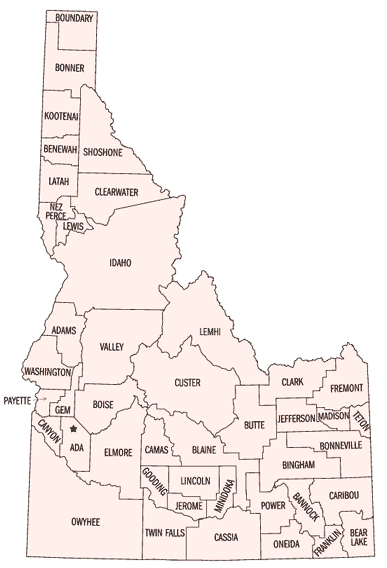 BOUNDARY
BONNER
KOOTENAI
BENEWAH
SHOSHONE
LATAH
CLEARWATER
NEZ
PERCE
LEWIS
IDAHO
ADAMS
VALLEY
LEMHI
WASHINGTON
CUSTER
CLARK
FREMONT
PAYETTE
GEM
BOISE
JEFFERSON
MADISON
TETON
BUTTE
CANYON
ADA
ELMORE
CAMAS
BLAINE
BONNEVILLE
BINGHAM
GOODING
LINCOLN
MINIDOKA
JEROME
POWER
BANNOCK
CARIBOU
OWYHEE
TWIN FALLS
CASSIA
ONEIDA
FRANKLIN
BEAR
LAKE